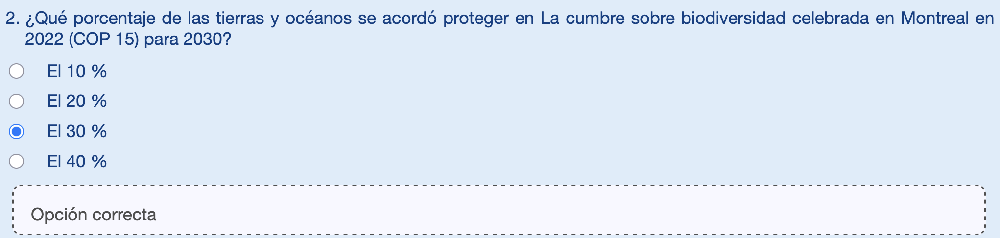 2. ¿Qué porcentaje de las tierras y océanos se acordó proteger en La cumbre sobre biodiversidad celebrada en Montreal en
2022 (COP 15) para 2030?
El 10 %
El 20 %
El 30 %
El 40 %
Opción correcta